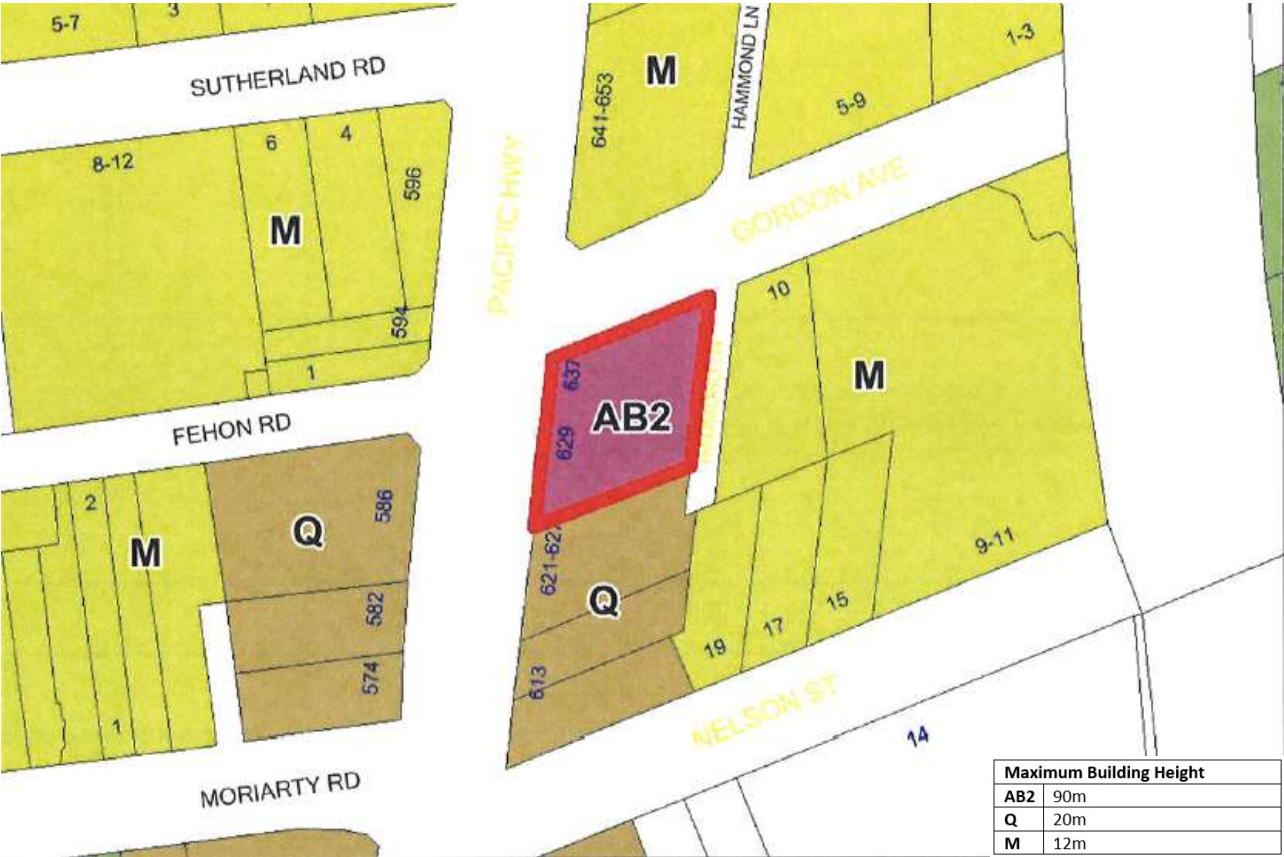 5-7
3
SUTHERLAND RD
M
641-653
HAMMOND LN
1-3
5-9
8-12
6
4
596
M
594
1
PACIFIC HWY
GORDON AVE
10
M
637
629
AB2
FEHON RD
2
M
1
Q
586
582
574
621-627
Q
613
19
17
15
9-11
NELSON ST
14
MORIARTY RD
Maximum Building Height
AB2 90m
Q 20m
M 12m